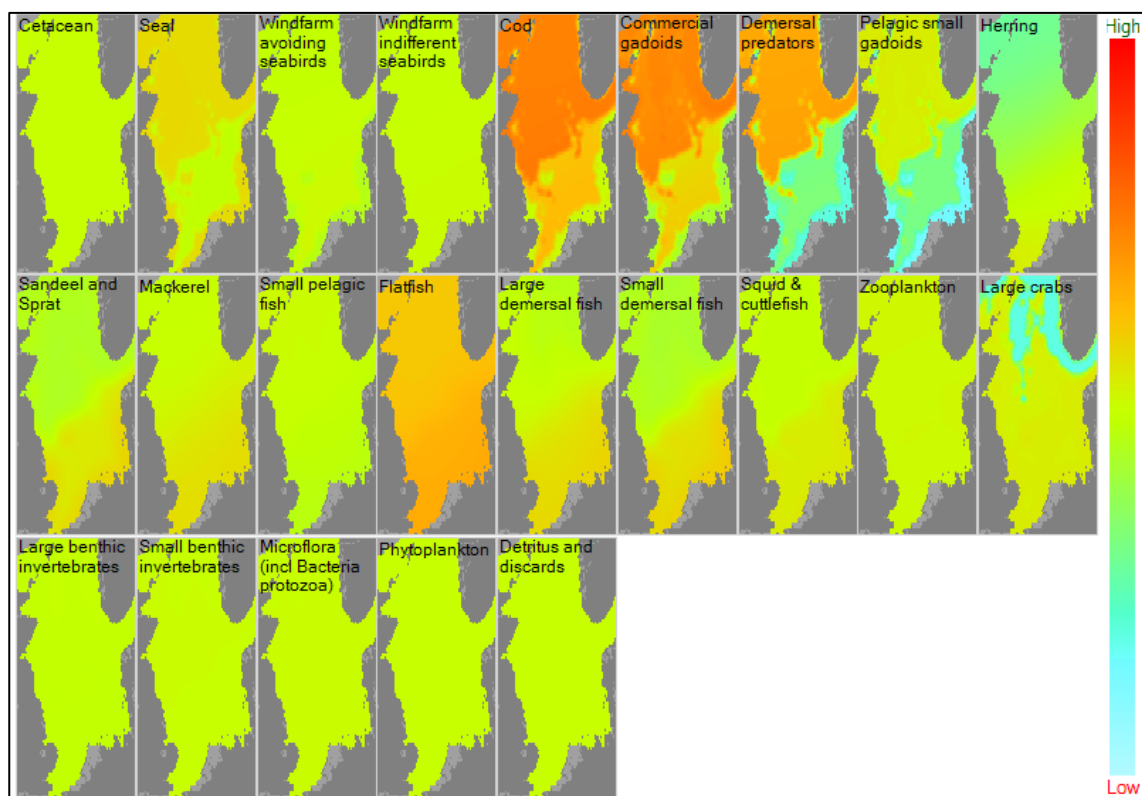 Cetacean
Seal
Windfarm
avoiding
seabirds
Windfarm
indifferent
seabirds
Cod
Commercial
gadoids
Demersal
predators
Pelagic small
gadoids
Herring
High
Sandeel and
Sprat
Mackerel
Small pelagic
fish
Flatfish
Large
demersal fish
Small
demersal fish
Squid &
cuttlefish
Zooplankton
Large crabs
Large benthic
invertebrates
Small benthic
invertebrates
Microflora
(incl Bacteria
protozoa)
Phytoplankton
Detritus and
discards
Low